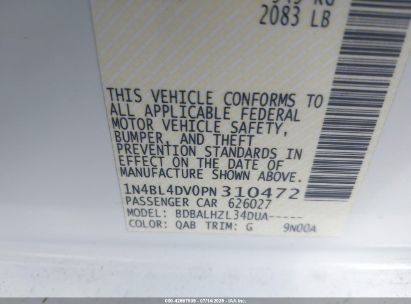 2083 LB
THIS VEHICLE CONFORMS TO
ALL APPLICABLE FEDERAL
MOTOR VEHICLE SAFETY,
BUMPER, AND THEFT
PREVENTION STANDARDS IN
EFFECT ON THE DATE OF
MANUFACTURE SHOWN ABOVE.
1N4BL4DV0PN310472
PASSENGER CAR 626027
MODEL: BDBALHZL34DUA-----
COLOR: QAB TRIM: G 9N00A